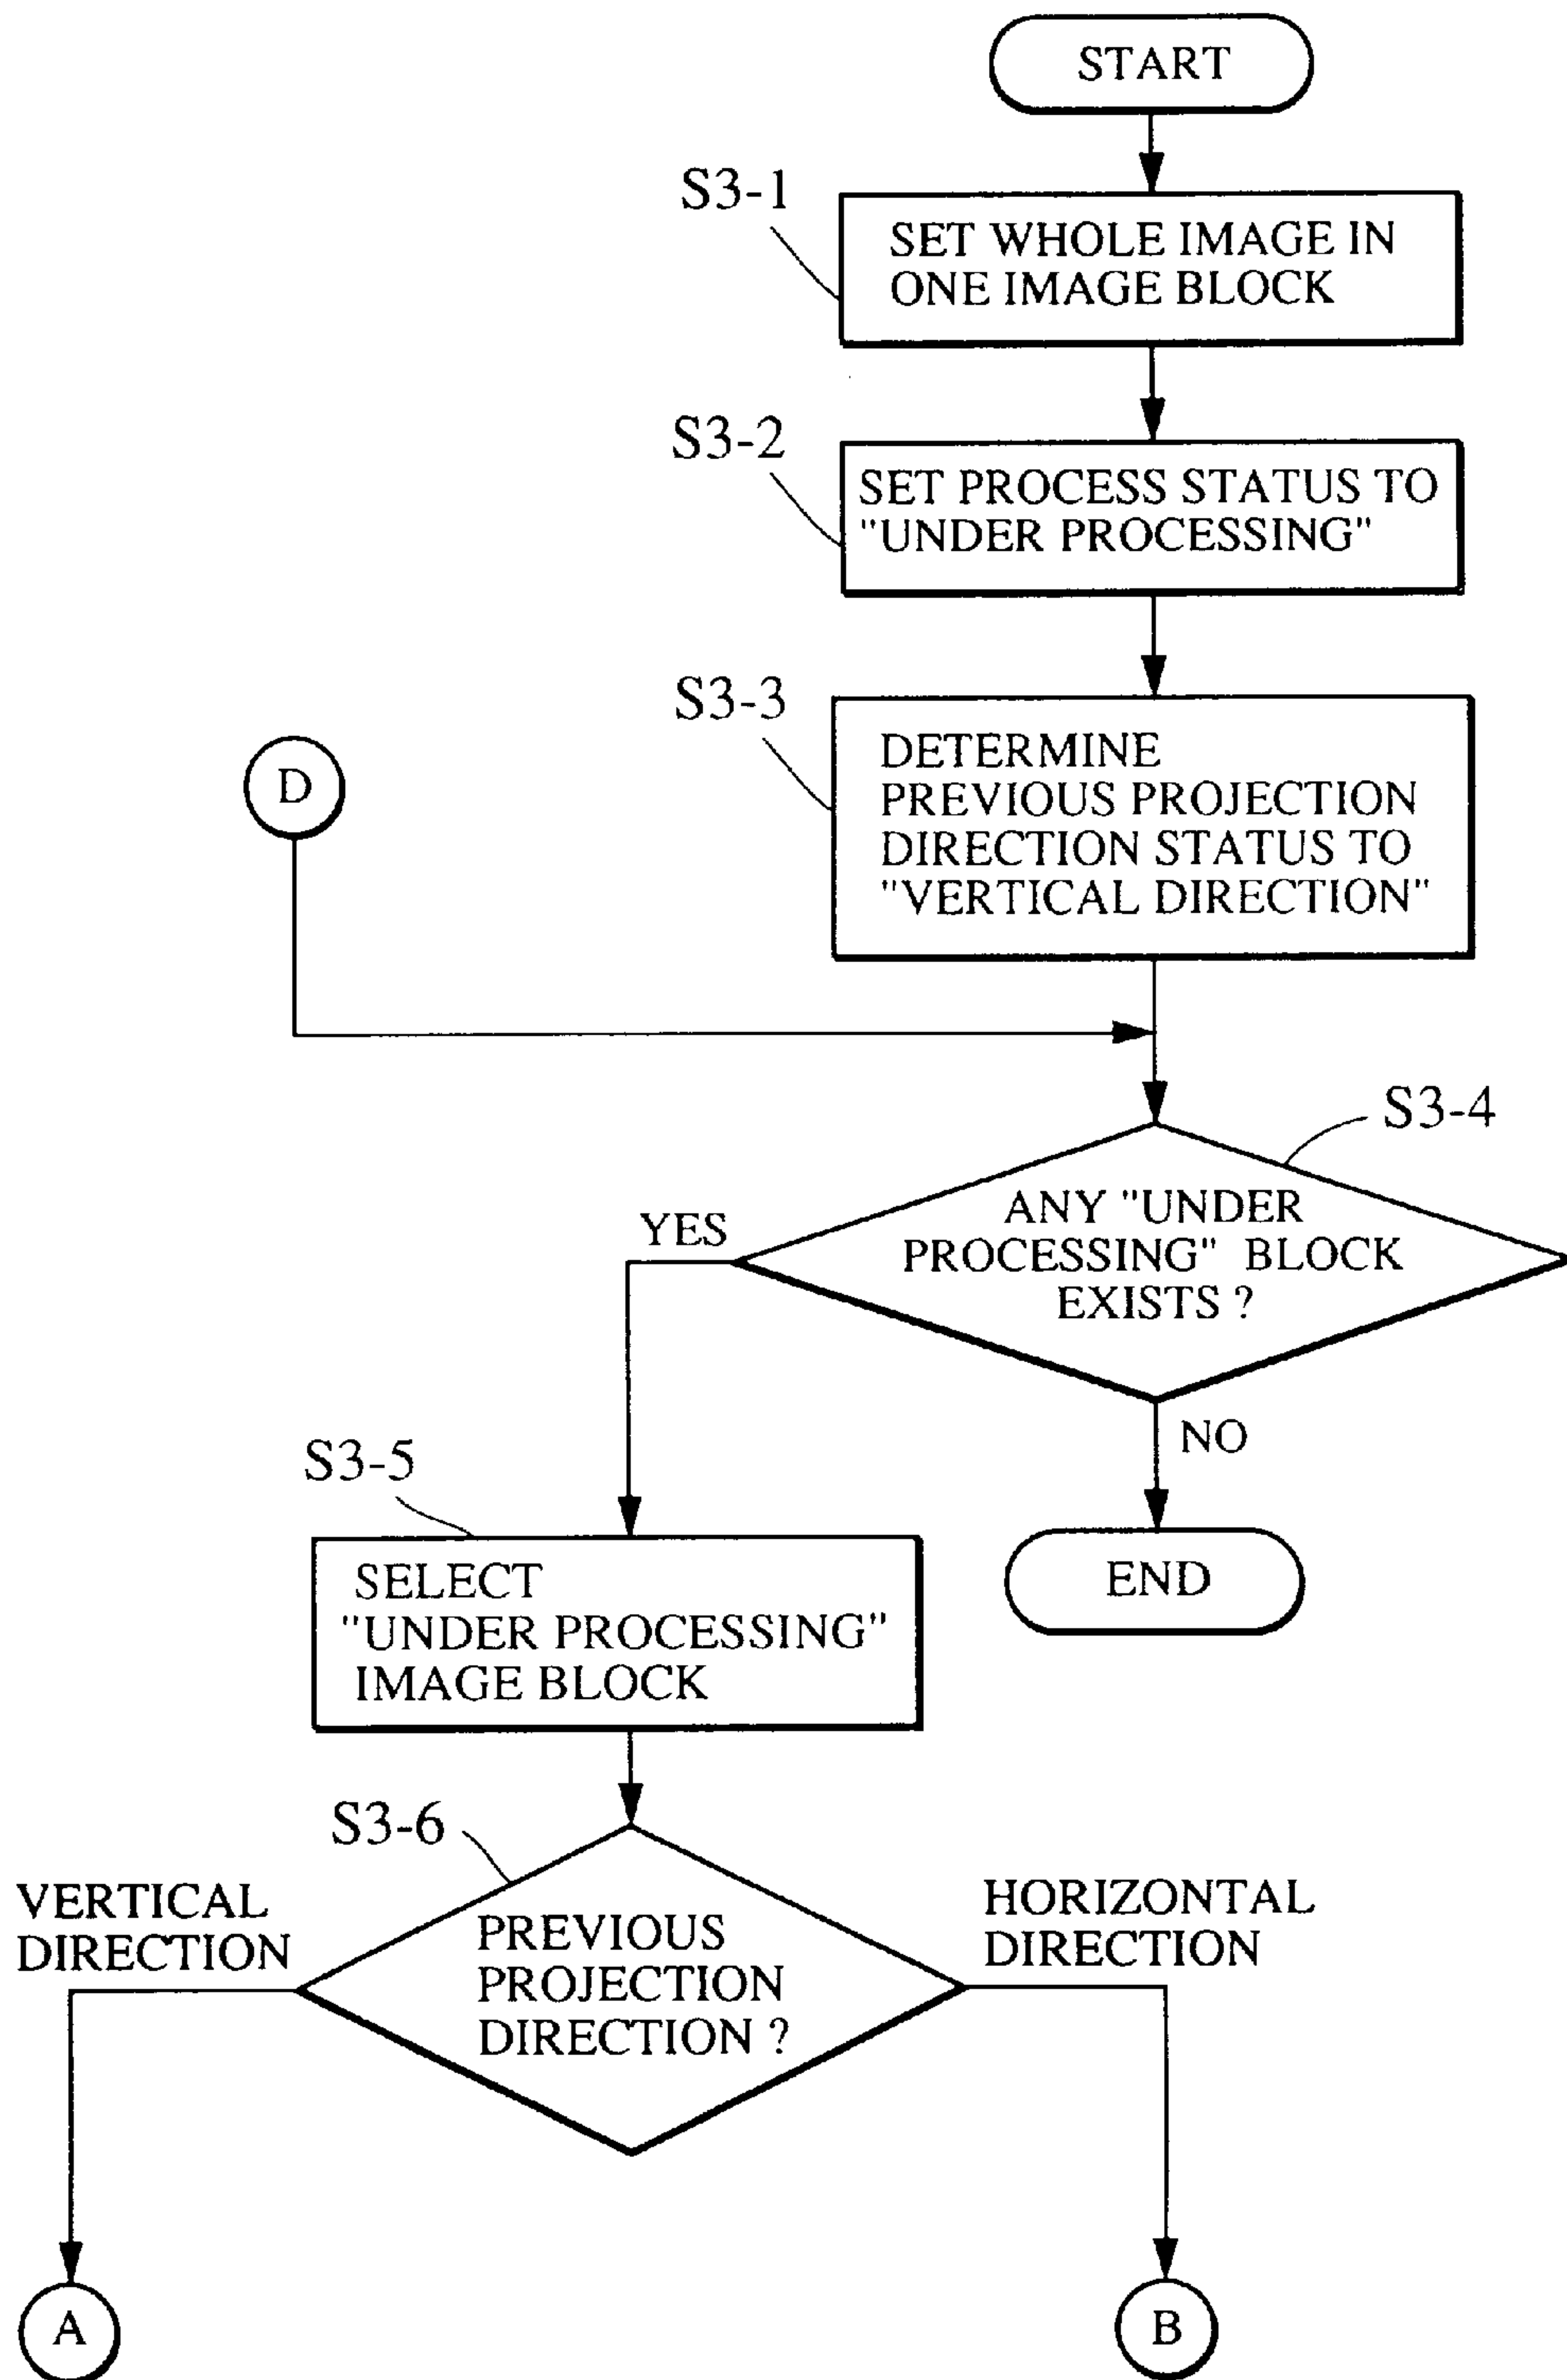 START
S3-1
SET WHOLE IMAGE IN
ONE IMAGE BLOCK
S3-2
SET PROCESS STATUS TO
"UNDER PROCESSING"
S3-3
DETERMINE
PREVIOUS PROJECTION
DIRECTION STATUS TO
"VERTICAL DIRECTION"
D
S3-4
ANY "UNDER
PROCESSING" BLOCK
EXISTS ?
YES
NO
S3-5
SELECT
"UNDER PROCESSING"
IMAGE BLOCK
END
S3-6
PREVIOUS
PROJECTION
DIRECTION ?
VERTICAL
DIRECTION
HORIZONTAL
DIRECTION
A
B